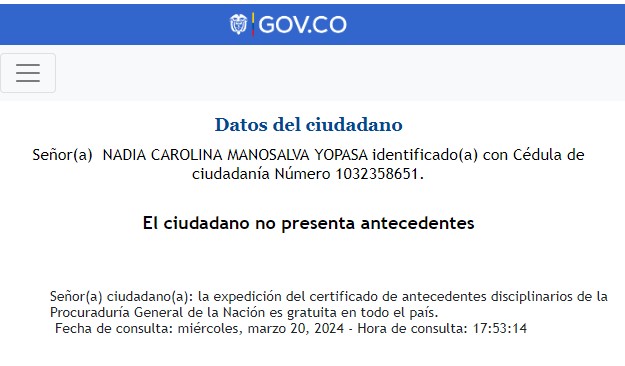 GOV.CO
Datos del ciudadano
Señor(a)  NADIA CAROLINA MANOSALVA YOPASA identificado(a) con Cédula de
ciudadanía Número 1032358651.
El ciudadano no presenta antecedentes
Señor(a) ciudadano(a): la expedición del certificado de antecedentes disciplinarios de la
Procuraduría General de la Nación es gratuita en todo el país.
Fecha de consulta: miércoles, marzo 20, 2024 - Hora de consulta: 17:53:14